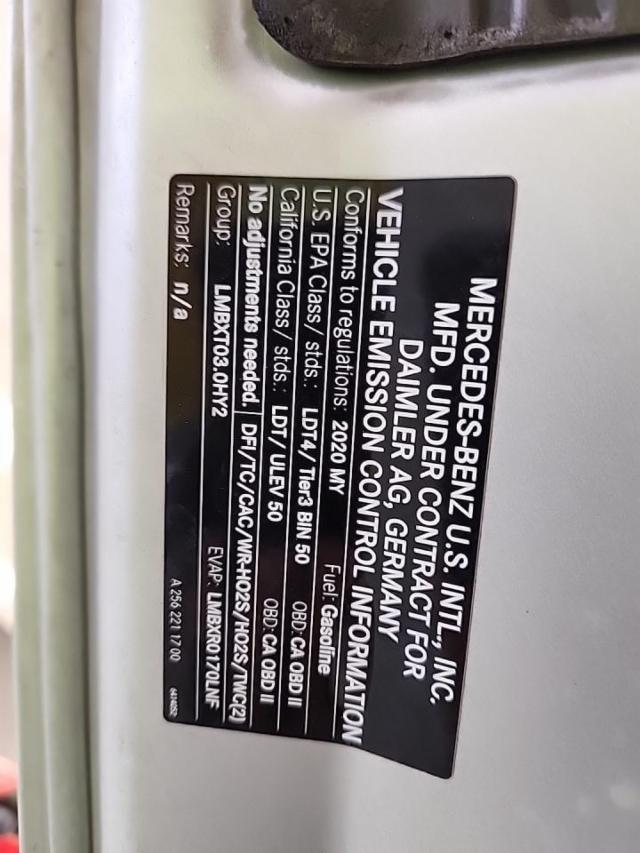 MERCEDES-BENZ U.S. INTL., INC.
MFD. UNDER CONTRACT FOR
DAIMLER AG, GERMANY
VEHICLE EMISSION CONTROL INFORMATION
Conforms to regulations: 2020 MY Fuel: Gasoline
U.S. EPA Class/ stds.: LDT4/ Tier3 BIN 50 OBD: CA OBD II
California Class/ stds.: LDT/ ULEV 50 OBD: CA OBD II
No adjustments needed. DFI/TC/CAC/WR-HO2S/HO2S/TWC(2)
Group: LMBXT03.0HY2 EVAP: LMBXR0170LNF
Remarks: n/a A 256 221 17 00